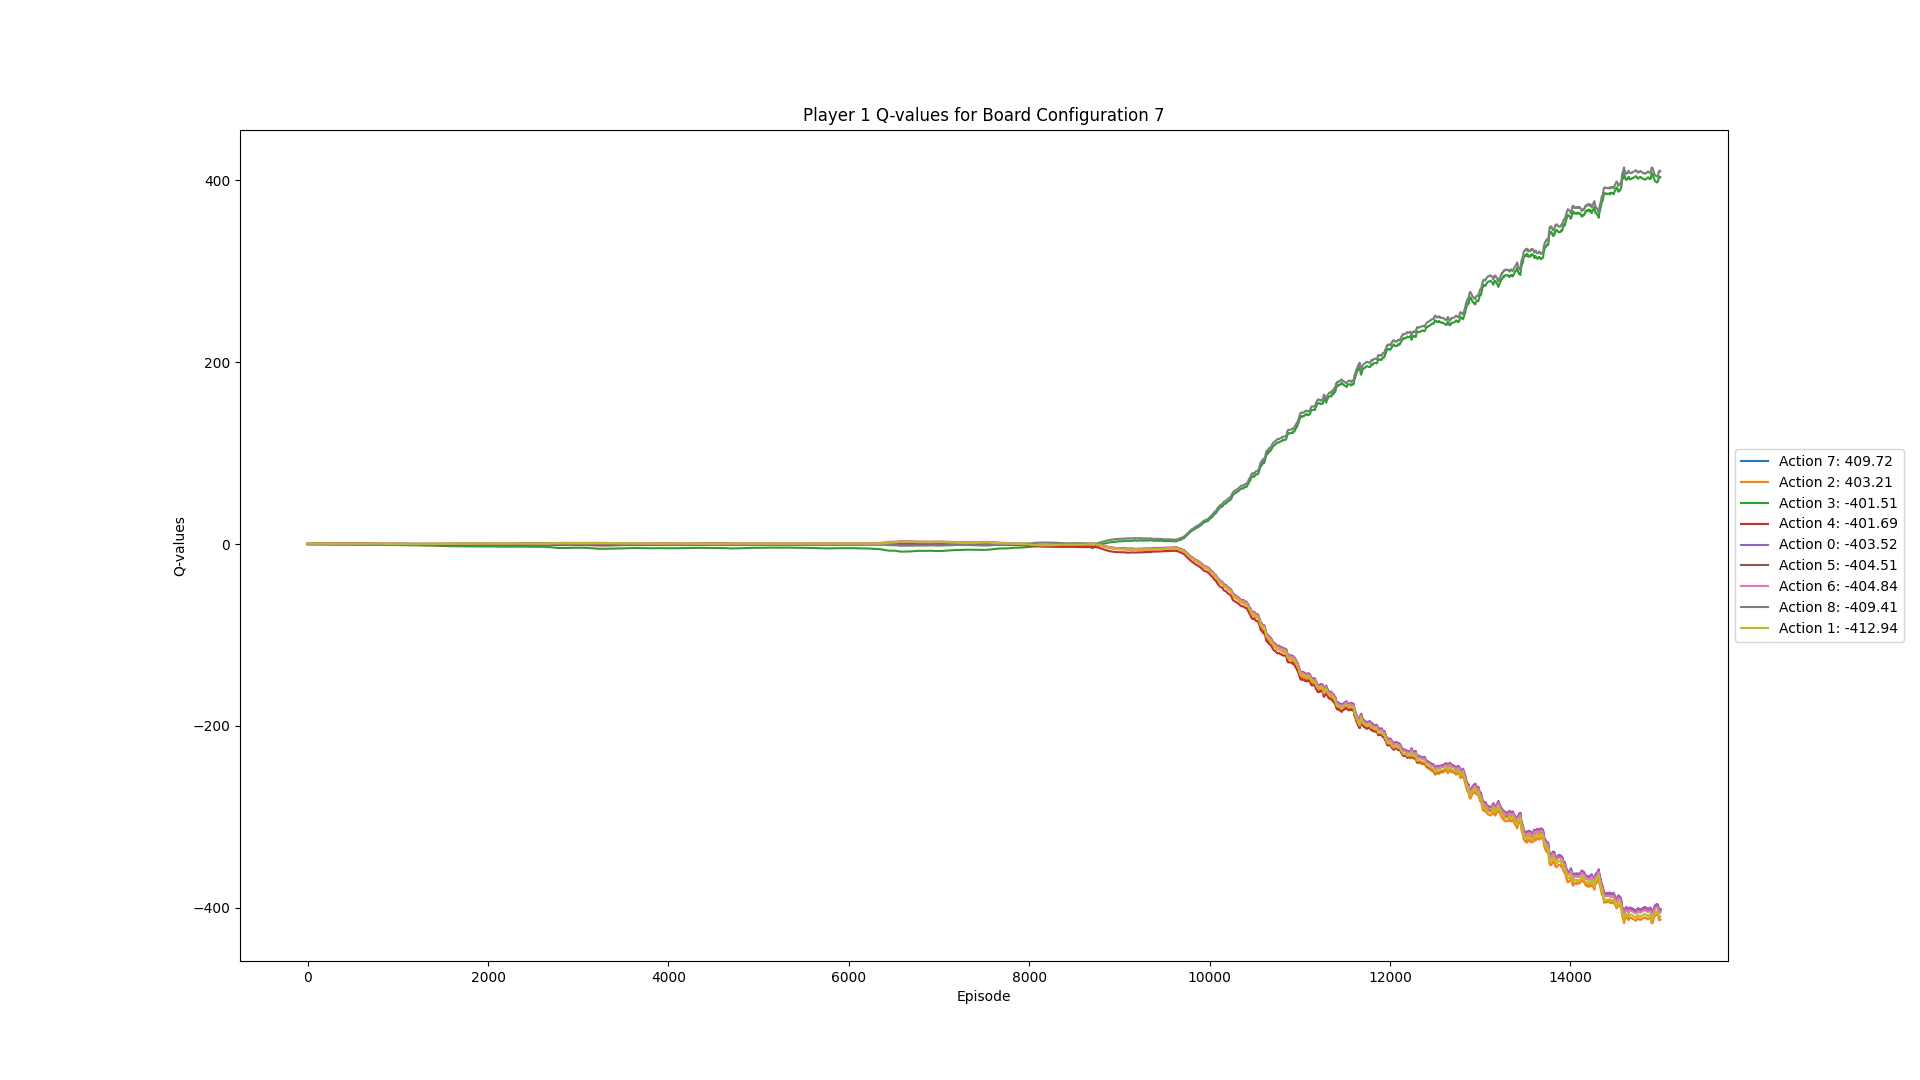 Player 1 Q-values for Board Configuration 7
400
200
0
−200
−400
Q-values
0
2000
4000
6000
8000
10000
12000
14000
Episode
Action 7: 409.72
Action 2: 403.21
Action 3: -401.51
Action 4: -401.69
Action 0: -403.52
Action 5: -404.51
Action 6: -404.84
Action 8: -409.41
Action 1: -412.94